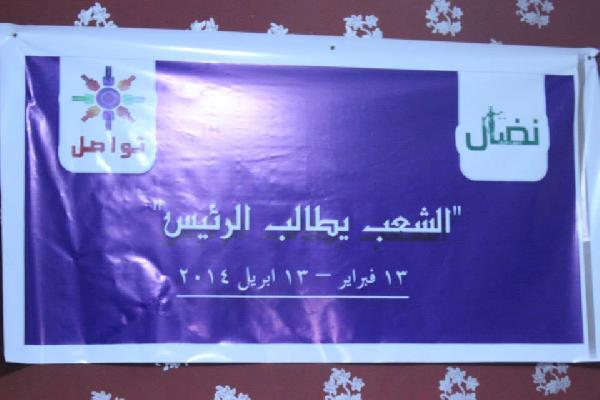 نضال
تواصل
"الشعب يطالب الرئيس"
١٣ فبراير – ١٣ ابريل ٢٠١٤